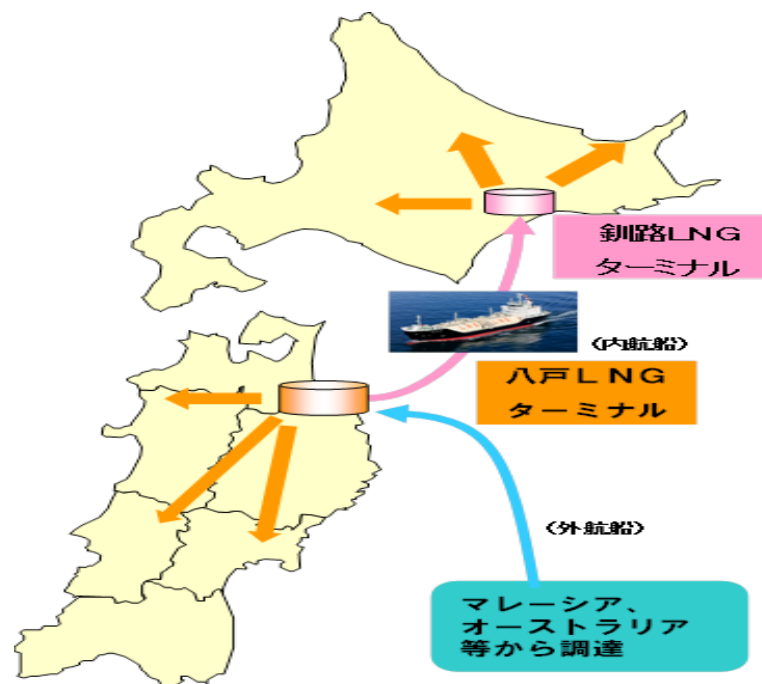 釧路LNG
ターミナル
(内航船)
八戸LNG
ターミナル
(外航船)
マレーシア、
オーストラリア
等から調達